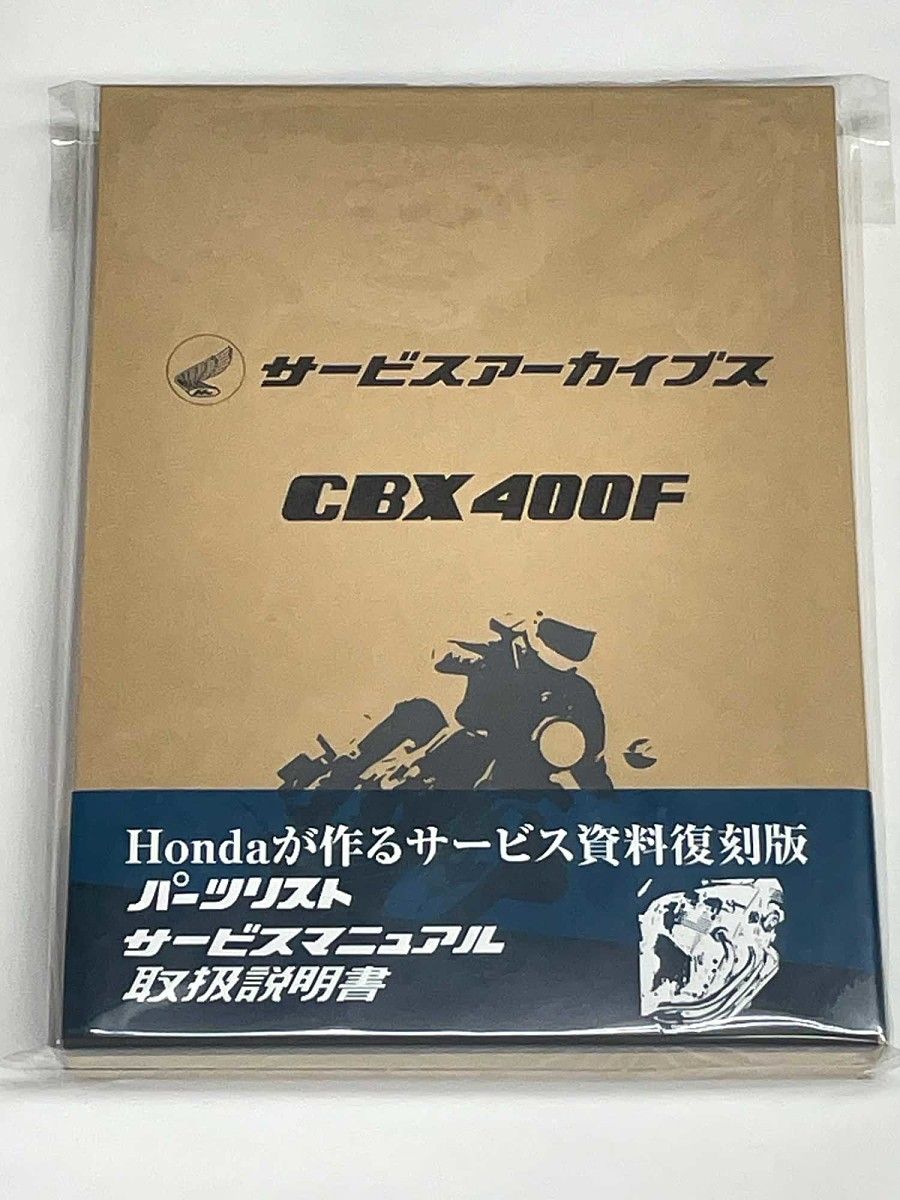 サービスアーカイブス
CBX400F
Hondaが作るサービス資料復刻版
パーツリスト
サービスマニュアル
取扱説明書